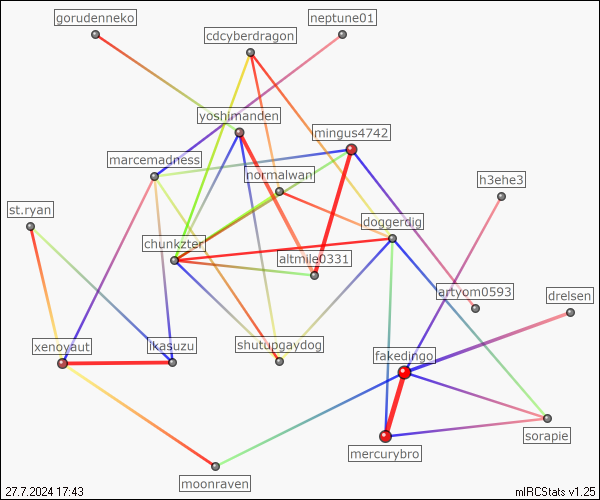 gorudenneko
neptune01
cdcyberdragon
yoshimanden
mingus4742
marcemadness
normalwan
h3ehe3
st.ryan
doggerdig
chunkzter
altmile0331
artyom0593
drelsen
xenoyaut
ikasuzu
shutupgaydog
fakedingo
sorapie
mercurybro
moonraven
27.7.2024 17:43
mIRCStats v1.25